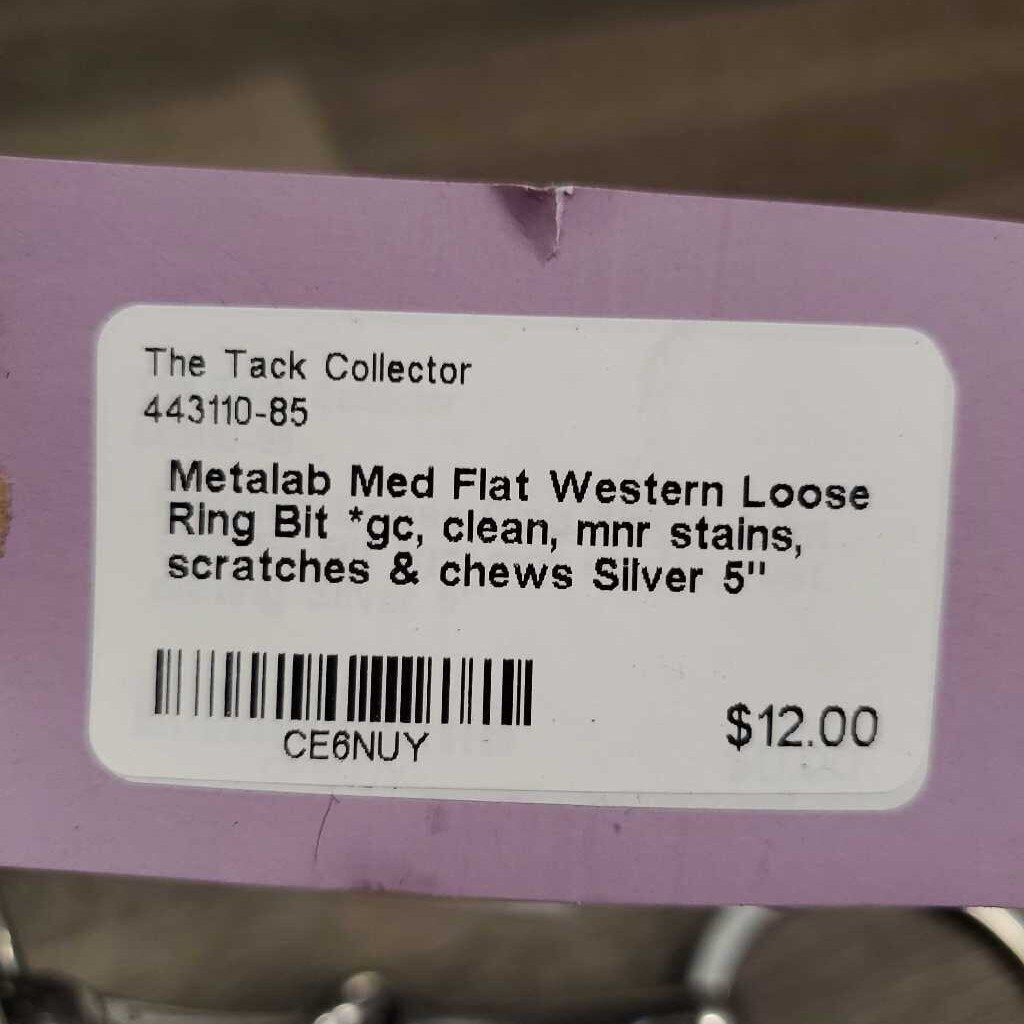 The Tack Collector
443110-85
Metalab Med Flat Western Loose
Ring Bit *gc, clean, mnr stains,
scratches & chews Silver 5"
CE6NUY
$12.00